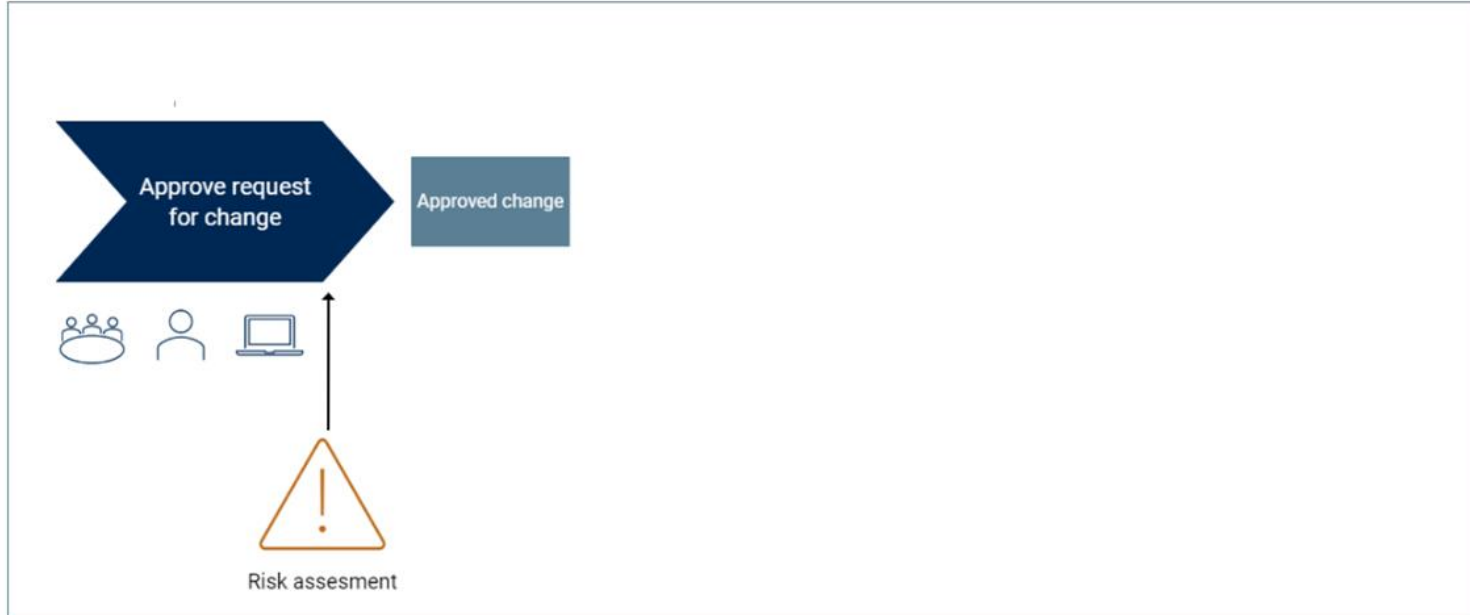 Approve request
for change
Approved change
Risk assesment